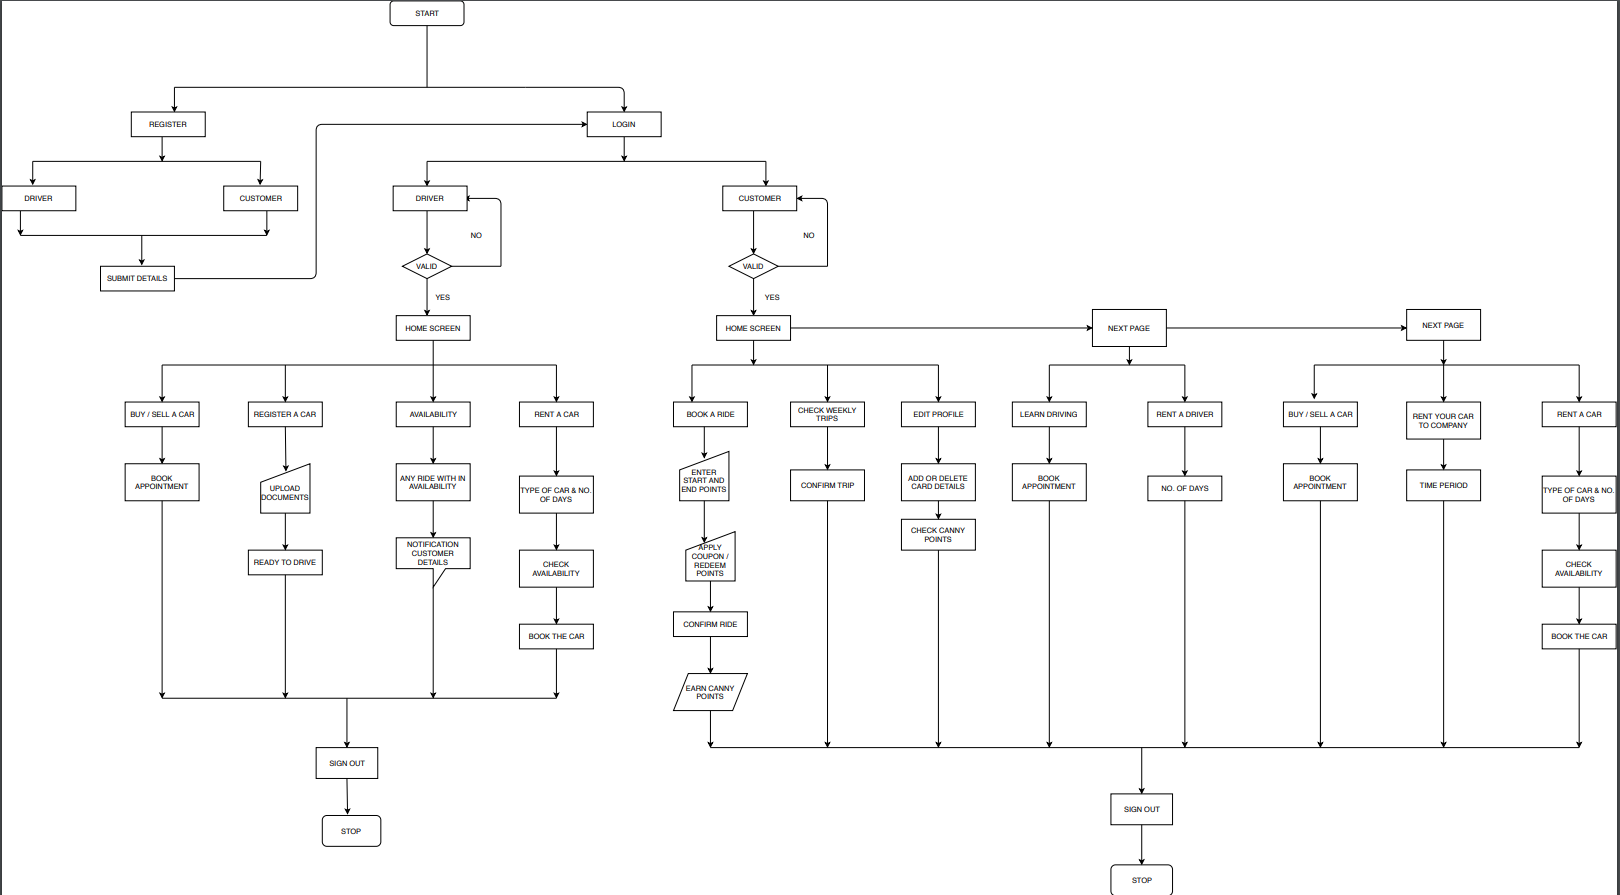 START
REGISTER
LOGIN
DRIVER
CUSTOMER
DRIVER
CUSTOMER
NO
NO
SUBMIT DETAILS
VALID
VALID
YES
YES
HOME SCREEN
HOME SCREEN
NEXT PAGE
NEXT PAGE
BUY / SELL A CAR
REGISTER A CAR
AVAILABILITY
RENT A CAR
BOOK A RIDE
CHECK WEEKLY
TRIPS
EDIT PROFILE
LEARN DRIVING
RENT A DRIVER
BUY / SELL A CAR
RENT YOUR CAR
TO COMPANY
RENT A CAR
BOOK
APPOINTMENT
UPLOAD
DOCUMENTS
ANY RIDE WITH IN
AVAILABILITY
TYPE OF CAR & NO.
OF DAYS
ENTER
START AND
END POINTS
CONFIRM TRIP
ADD OR DELETE
CARD DETAILS
BOOK
APPOINTMENT
NO. OF DAYS
BOOK
APPOINTMENT
TIME PERIOD
TYPE OF CAR & NO.
OF DAYS
READY TO DRIVE
NOTIFICATION
CUSTOMER
DETAILS
CHECK
AVAILABILITY
APPLY
COUPON /
REDEEM
POINTS
CHECK CANNY
POINTS
CHECK
AVAILABILITY
BOOK THE CAR
CONFIRM RIDE
BOOK THE CAR
EARN CANNY
POINTS
SIGN OUT
SIGN OUT
STOP
STOP